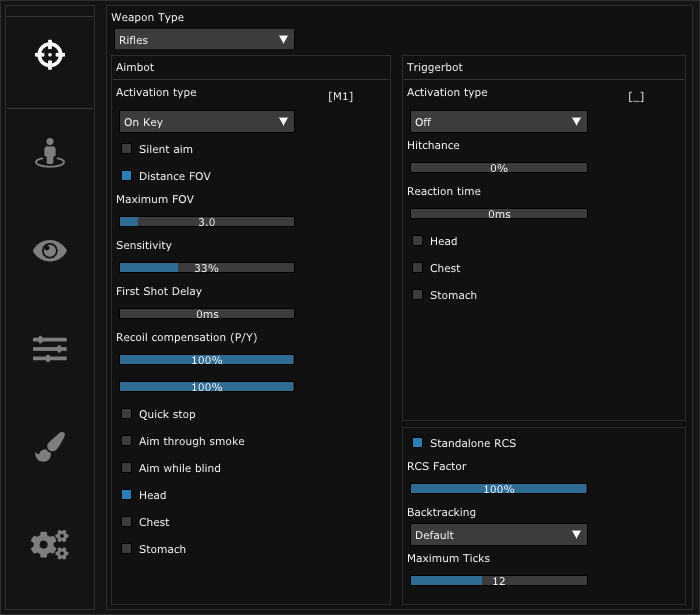 Weapon Type
Rifles
Aimbot
Activation type
[M1]
On Key
Silent aim
Distance FOV
Maximum FOV
3.0
Sensitivity
33%
First Shot Delay
0ms
Recoil compensation (P/Y)
100%
100%
Quick stop
Aim through smoke
Aim while blind
Head
Chest
Stomach
Triggerbot
Activation type
[_]
Off
Hitchance
0%
Reaction time
0ms
Head
Chest
Stomach
Standalone RCS
RCS Factor
100%
Backtracking
Default
Maximum Ticks
12